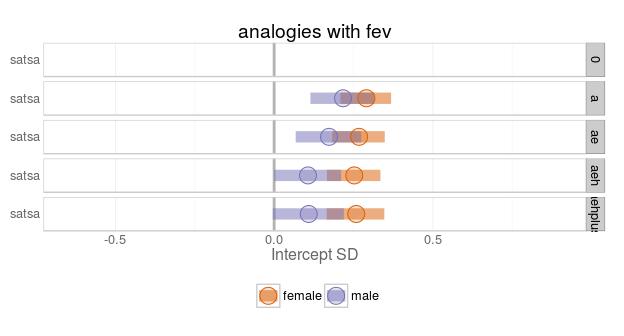 analogies with fev
satsa 0
satsa a
satsa ae
satsa aeh
satsa
-0.5 0.0 0.5
Intercept SD
female male